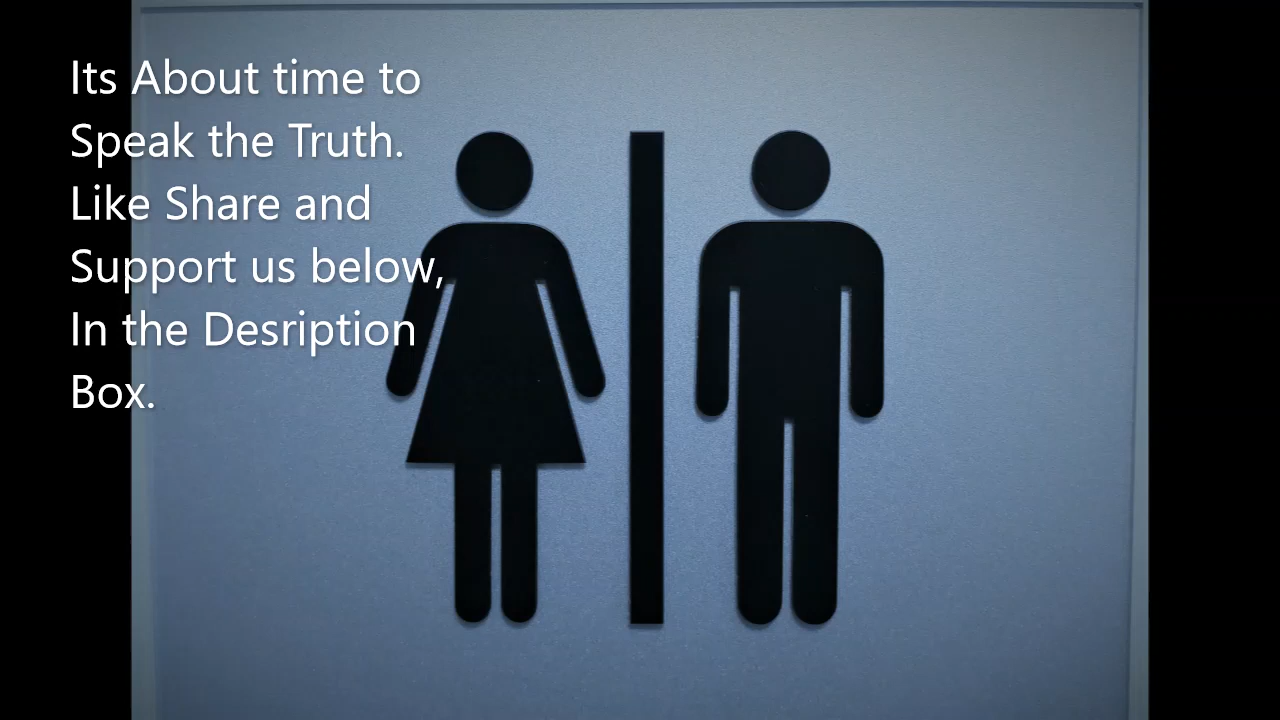 Its About time to
Speak the Truth.
Like Share and
Support us below,
In the Desription
Box.